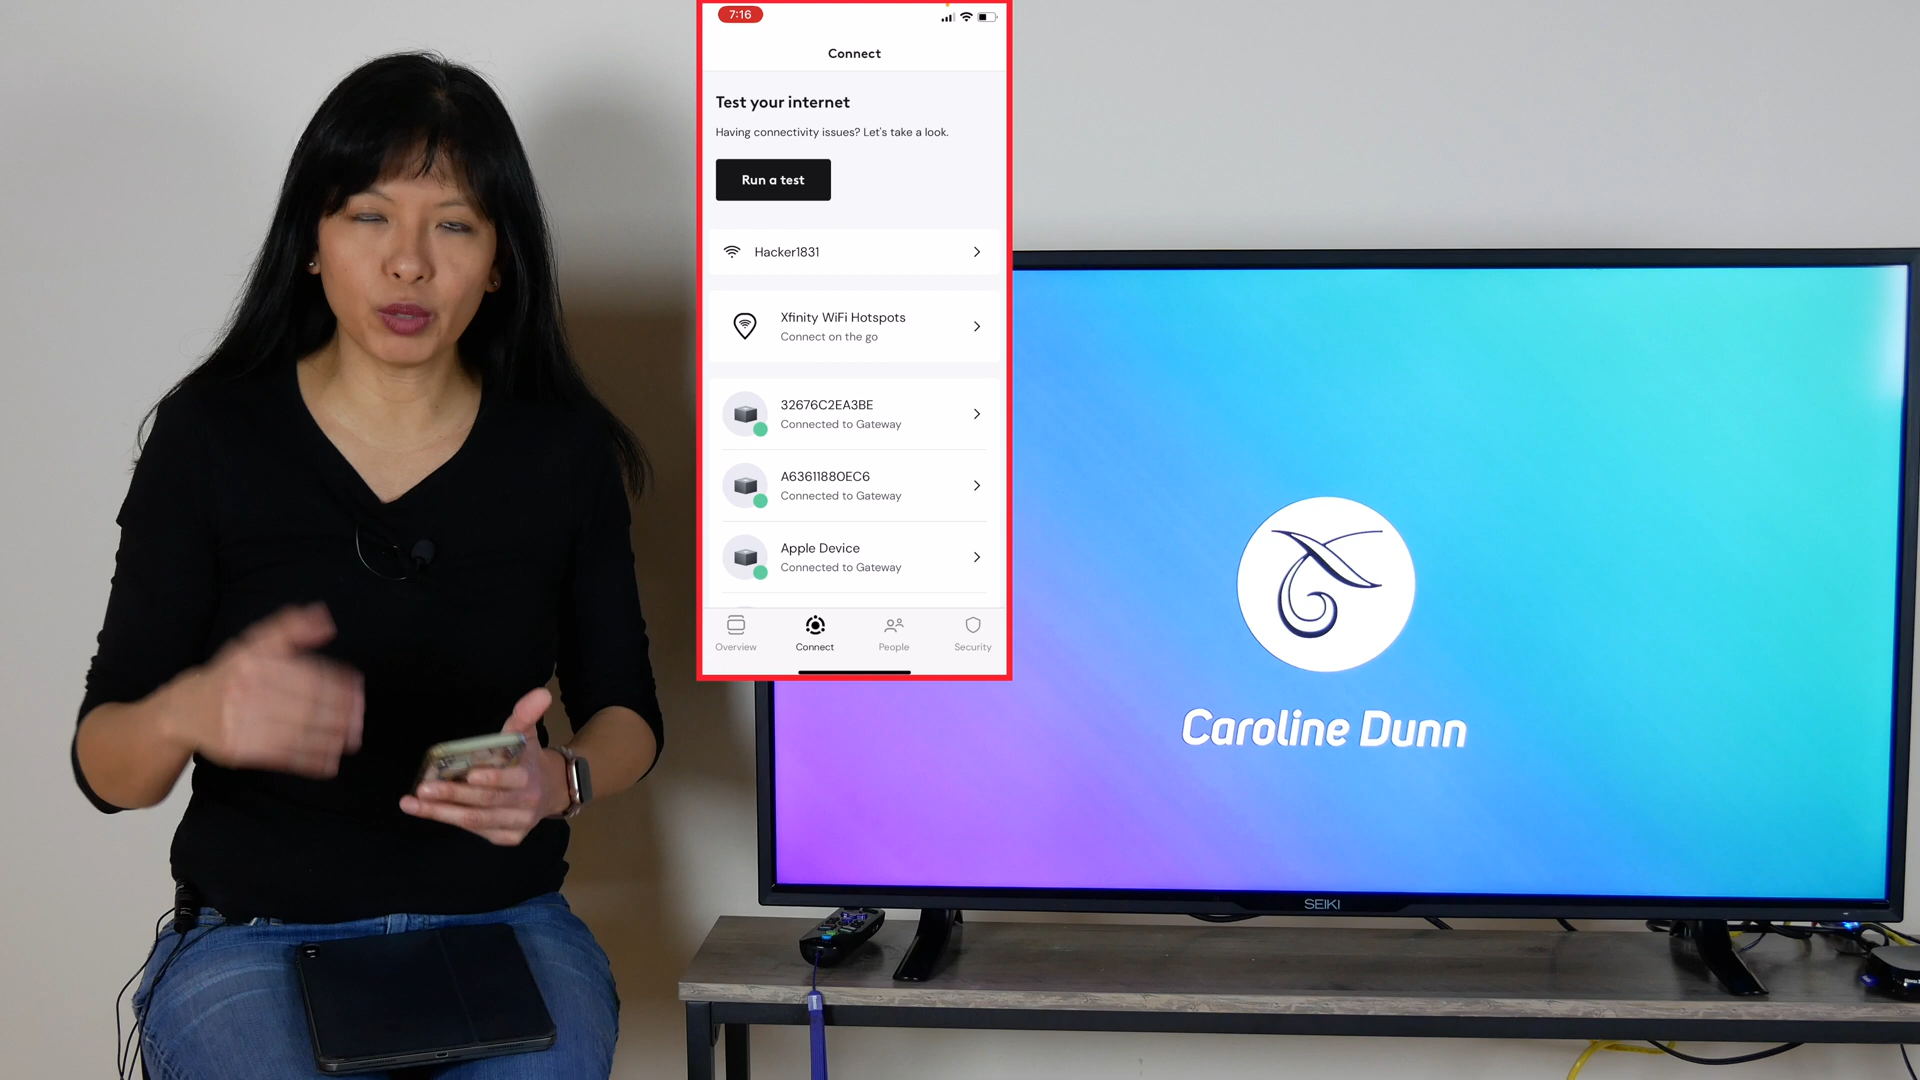 7:16
Connect
Test your internet
Having connectivity issues? Let's take a look.
Run a test
Hacker1831
Xfinity WiFi Hotspots
Connect on the go
32676C2EA3BE
Connected to Gateway
A63611880EC6
Connected to Gateway
Apple Device
Connected to Gateway
Overview
Connect
People
Security
Caroline Dunn
SEIKI